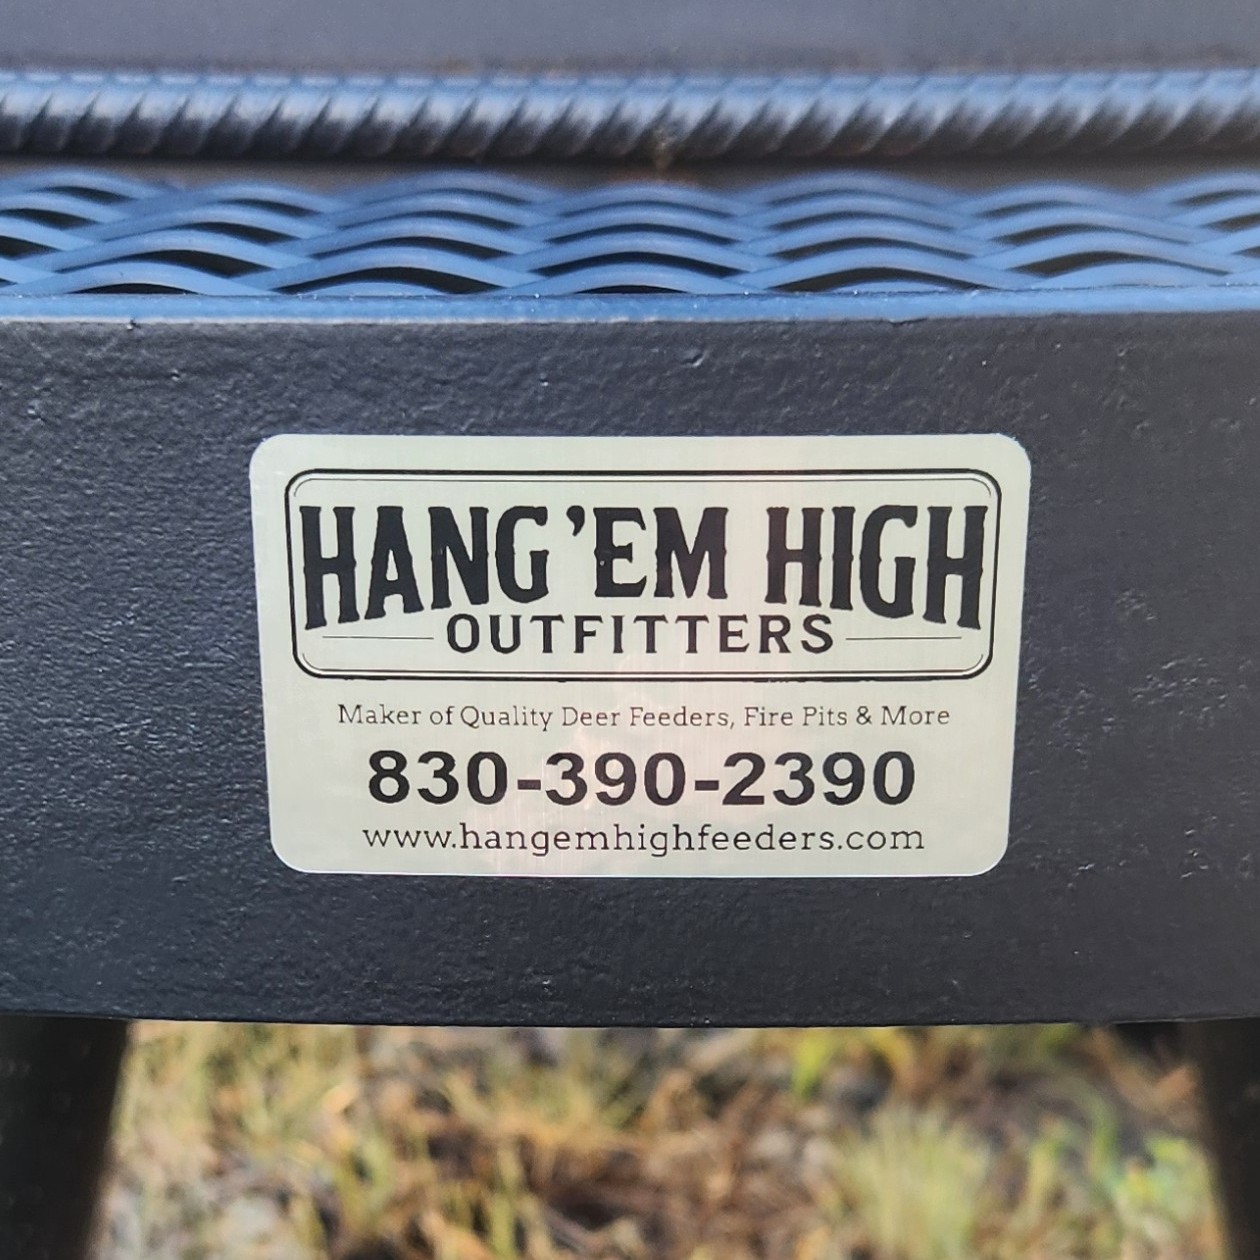 HANG 'EM HIGH
OUTFITTERS
Maker of Quality Deer Feeders, Fire Pits & More
830-390-2390
www.hangemhighfeeders.com